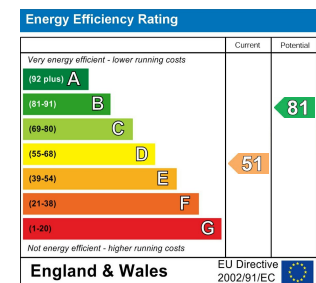 Energy Efficiency Rating
Current Potential
Very energy efficient - lower running costs
(92 plus) A
(81-91) B
81
(69-80) C
(55-68) D
51
(39-54) E
(21-38) F
(1-20) G
Not energy efficient - higher running costs
England & Wales
EU Directive
2002/91/EC